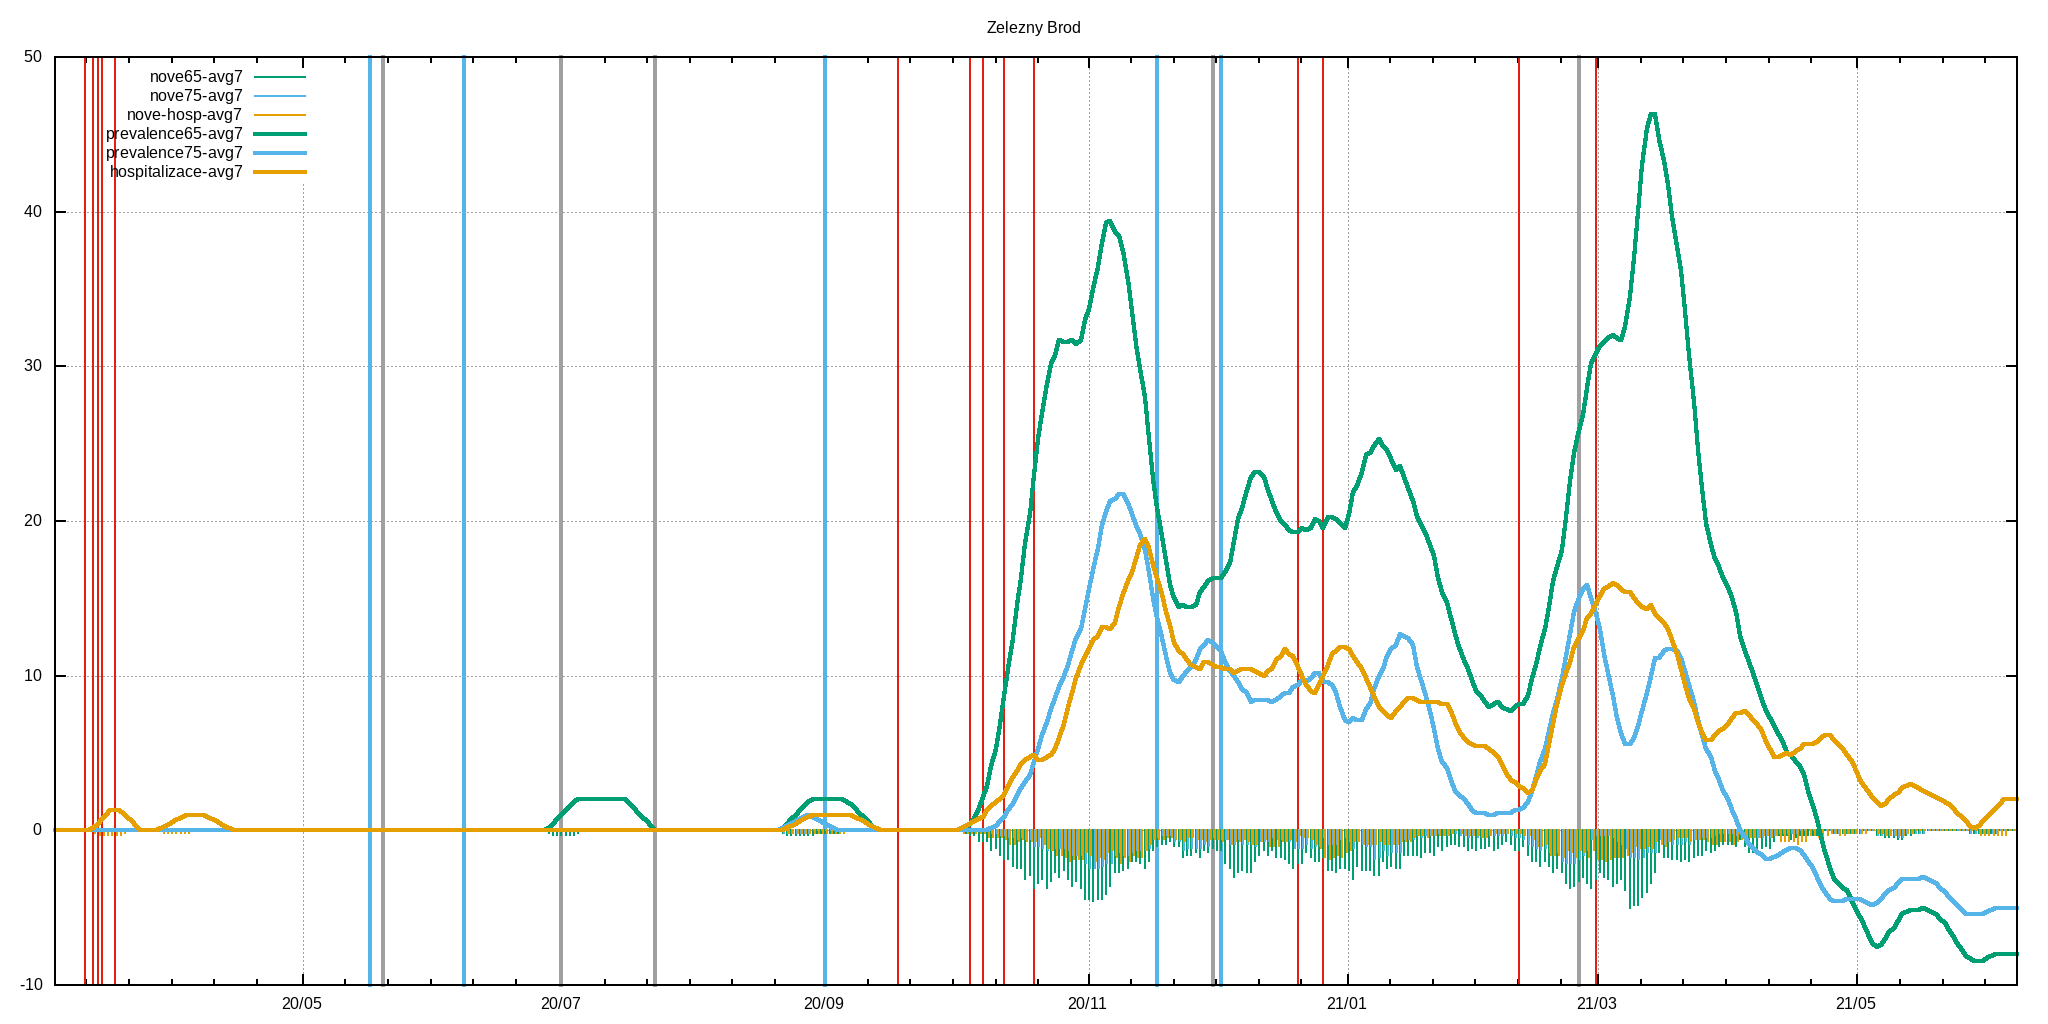 Zelezny Brod
50
nove65-avg7
nove75-avg7
nove-hosp-avg7
prevalence65-avg7
prevalence75-avg7
hospitalizace-avg7
40
30
20
10
0
-10
20/05 20/07 20/09 20/11 21/01 21/03 21/05